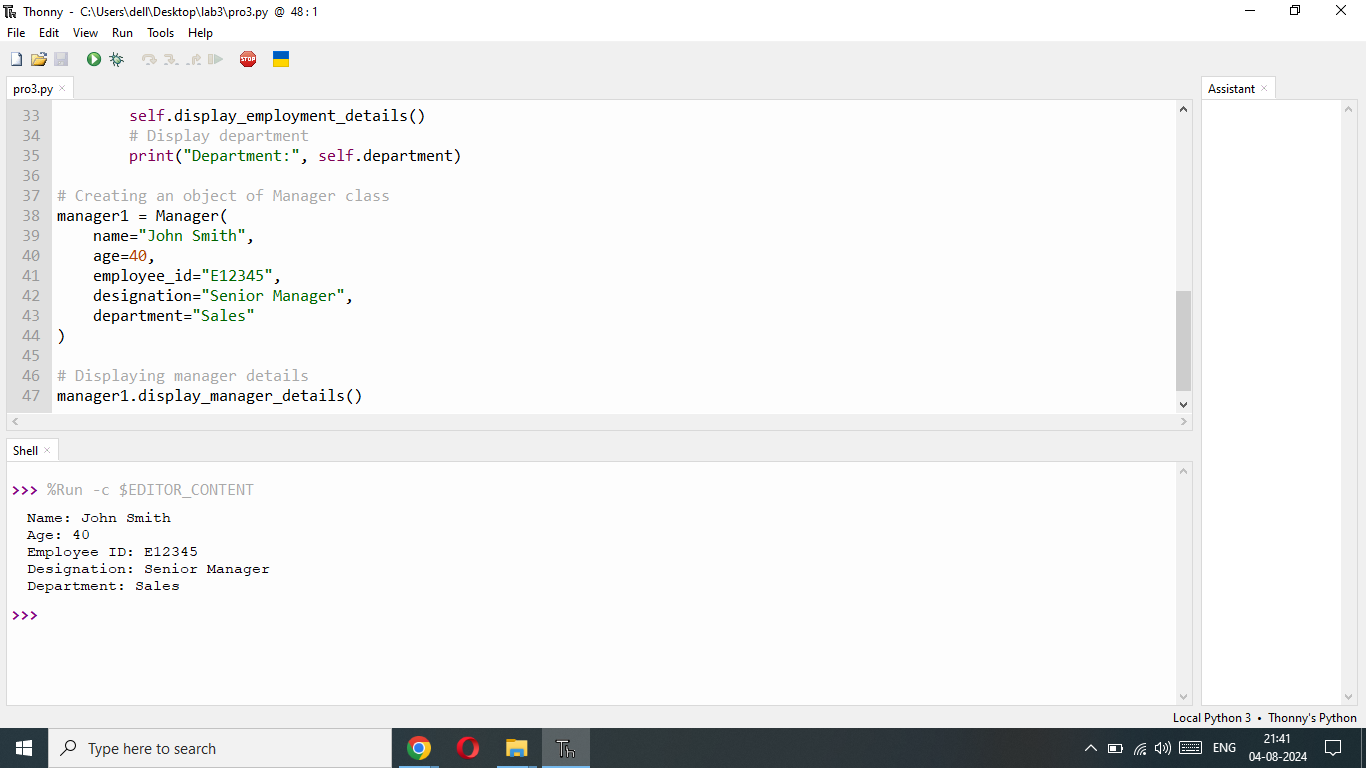 Thonny - C:\Users\dell\Desktop\lab3\pro3.py @ 48 : 1
File Edit View Run Tools Help
STOP
pro3.py
33         self.display_employment_details()
34         # Display department
35         print("Department:", self.department)
36
37 # Creating an object of Manager class
38 manager1 = Manager(
39     name="John Smith",
40     age=40,
41     employee_id="E12345",
42     designation="Senior Manager",
43     department="Sales"
44 )
45
46 # Displaying manager details
47 manager1.display_manager_details()
Assistant
Shell
>>> %Run -c $EDITOR_CONTENT
Name: John Smith
Age: 40
Employee ID: E12345
Designation: Senior Manager
Department: Sales
>>>
Local Python 3 • Thonny's Python
Type here to search
Th
ENG
21:41
04-08-2024